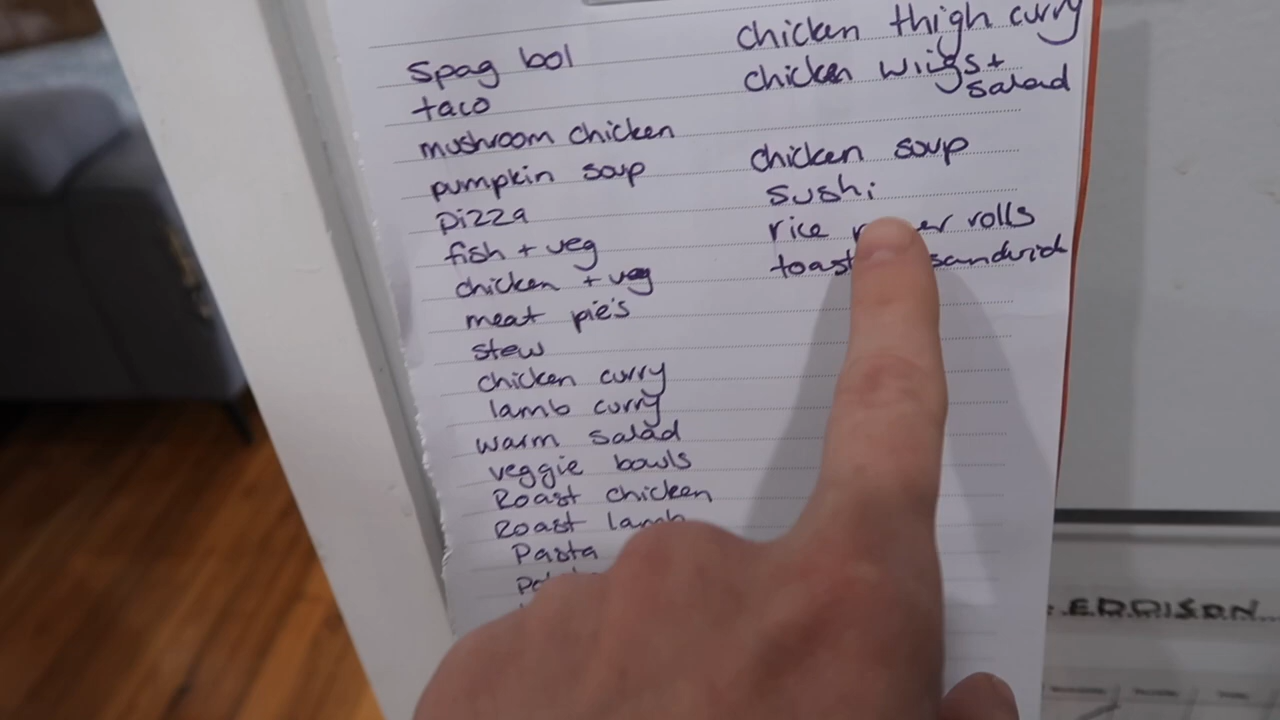 Spag bol
taco
mushroom chicken
pumpkin soup
Pizza
fish + veg
chicken + veg
meat pie's
stew
chicken curry
lamb curry
warm salad
veggie bowls
Roast chicken
Roast lamb
Pasta
chicken thigh curry
chicken wiigs +
salad
chicken soup
sushi
rice rolls
sandwich